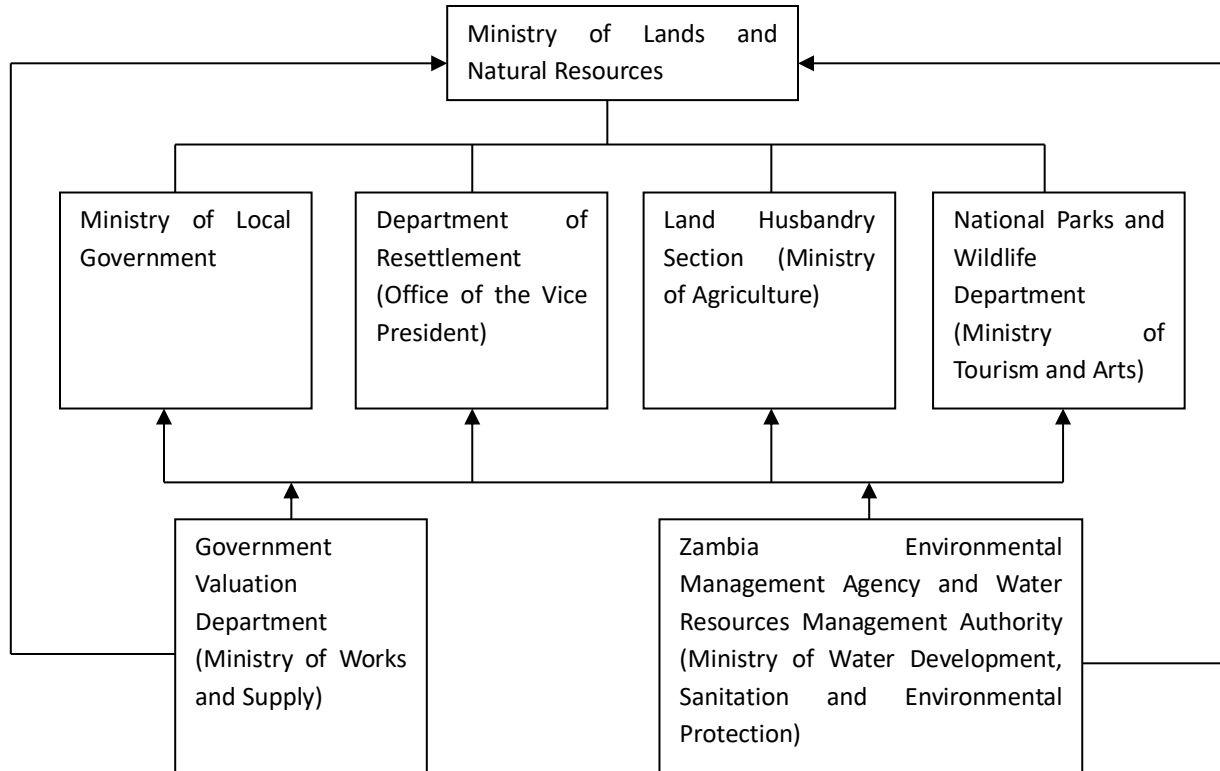 Ministry of Lands and
Natural Resources
Ministry of Local
Government
Department of
Resettlement
(Office of the Vice
President)
Land Husbandry
Section (Ministry
of Agriculture)
National Parks and
Wildlife
Department
(Ministry of
Tourism and Arts)
Government
Valuation
Department
(Ministry of Works
and Supply)
Zambia Environmental
Management Agency and Water
Resources Management Authority
(Ministry of Water Development,
Sanitation and Environmental
Protection)